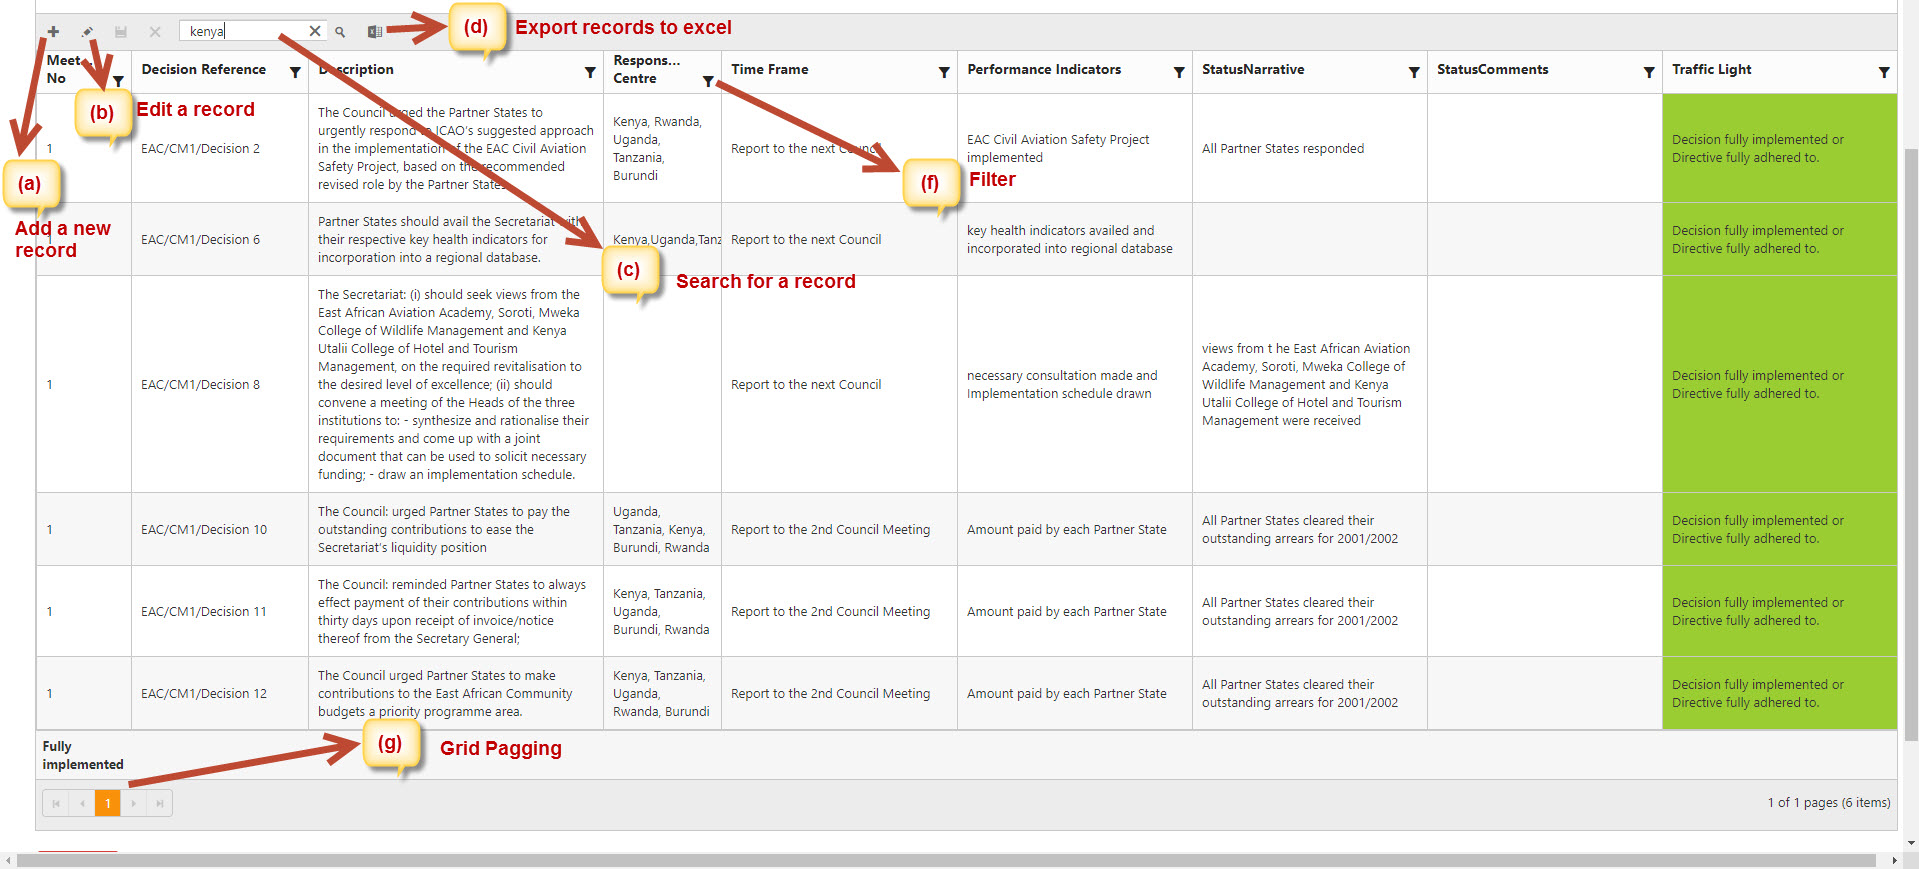 kenya
(d)
Export records to excel
Meet...
No
Decision Reference
Description
Respons...
Centre
Time Frame
Performance Indicators
StatusNarrative
StatusComments
Traffic Light
(b)
Edit a record
(a)
Add a new
record
(f)
Filter
(c)
Search for a record
1
EAC/CM1/Decision 2
The Council urged the Partner States to
urgently respond to ICAO's suggested approach
in the implementation of the EAC Civil Aviation
Safety Project, based on the recommended
revised role by the Partner States
Kenya, Rwanda,
Uganda,
Tanzania,
Burundi
Report to the next Council
EAC Civil Aviation Safety Project
implemented
All Partner States responded
Decision fully implemented or
Directive fully adhered to.
1
EAC/CM1/Decision 6
Partner States should avail the Secretariat with
their respective key health indicators for
incorporation into a regional database.
Kenya,Uganda,Tanz
Report to the next Council
key health indicators availed and
incorporated into regional database
Decision fully implemented or
Directive fully adhered to.
1
EAC/CM1/Decision 8
The Secretariat: (i) should seek views from the
East African Aviation Academy, Soroti, Mweka
College of Wildlife Management and Kenya
Utalii College of Hotel and Tourism
Management, on the required revitalisation to
the desired level of excellence; (ii) should
convene a meeting of the Heads of the three
institutions to: - synthesize and rationalise their
requirements and come up with a joint
document that can be used to solicit necessary
funding; - draw an implementation schedule.
Report to the next Council
necessary consultation made and
Implementation schedule drawn
views from t he East African Aviation
Academy, Soroti, Mweka College of
Wildlife Management and Kenya
Utalii College of Hotel and Tourism
Management were received
Decision fully implemented or
Directive fully adhered to.
1
EAC/CM1/Decision 10
The Council: urged Partner States to pay the
outstanding contributions to ease the
Secretariat's liquidity position
Uganda,
Tanzania, Kenya,
Burundi, Rwanda
Report to the 2nd Council Meeting
Amount paid by each Partner State
All Partner States cleared their
outstanding arrears for 2001/2002
Decision fully implemented or
Directive fully adhered to.
1
EAC/CM1/Decision 11
The Council: reminded Partner States to always
effect payment of their contributions within
thirty days upon receipt of invoice/notice
thereof from the Secretary General;
Kenya, Tanzania,
Uganda,
Burundi, Rwanda
Report to the 2nd Council Meeting
Amount paid by each Partner State
All Partner States cleared their
outstanding arrears for 2001/2002
Decision fully implemented or
Directive fully adhered to.
1
EAC/CM1/Decision 12
The Council urged Partner States to make
contributions to the East African Community
budgets a priority programme area.
Kenya, Tanzania,
Uganda,
Rwanda, Burundi
Report to the 2nd Council Meeting
Amount paid by each Partner State
All Partner States cleared their
outstanding arrears for 2001/2002
Decision fully implemented or
Directive fully adhered to.
Fully
implemented
(g)
Grid Pagging
1
1 of 1 pages (6 items)